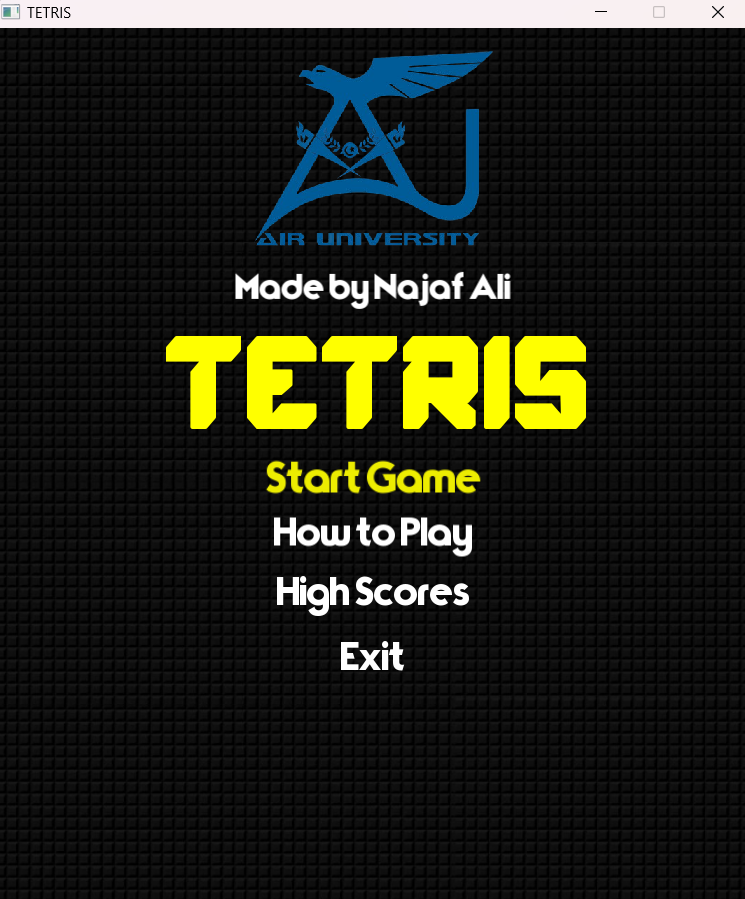 TETRIS
AIR UNIVERSITY
Made by Najaf Ali
TETRIS
Start Game
How to Play
High Scores
Exit